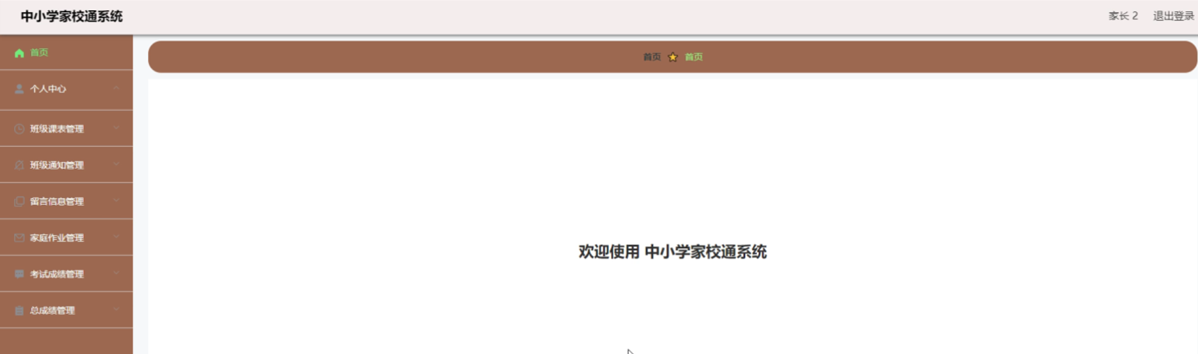 中小学家校通系统
家长 2 退出登录
首页
个人中心
班级课表管理
班级通知管理
留言信息管理
家庭作业管理
考试成绩管理
总成绩管理
首页 首页
欢迎使用 中小学家校通系统